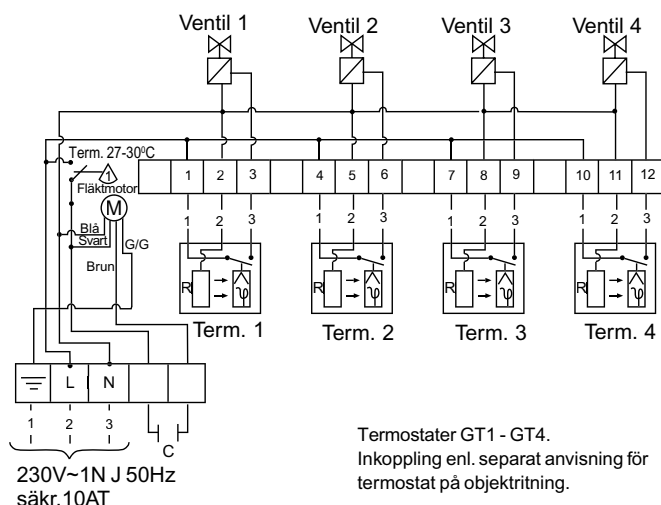 Ventil 1 Ventil 2 Ventil 3 Ventil 4
Term. 27-30⁰C
1
Fläktmotor
M
1 2 3 4 5 6 7 8 9 10 11 12
Blå
Svart
G/G
Brun
1 2 3 1 2 3 1 2 3 1 2 3
R R R R
Term. 1 Term. 2 Term. 3 Term. 4
L N
1 2 3
C
230V~1N J 50Hz
säkr.10AT
Termostater GT1 - GT4.
Inkoppling enl. separat anvisning för
termostat på objektritning.